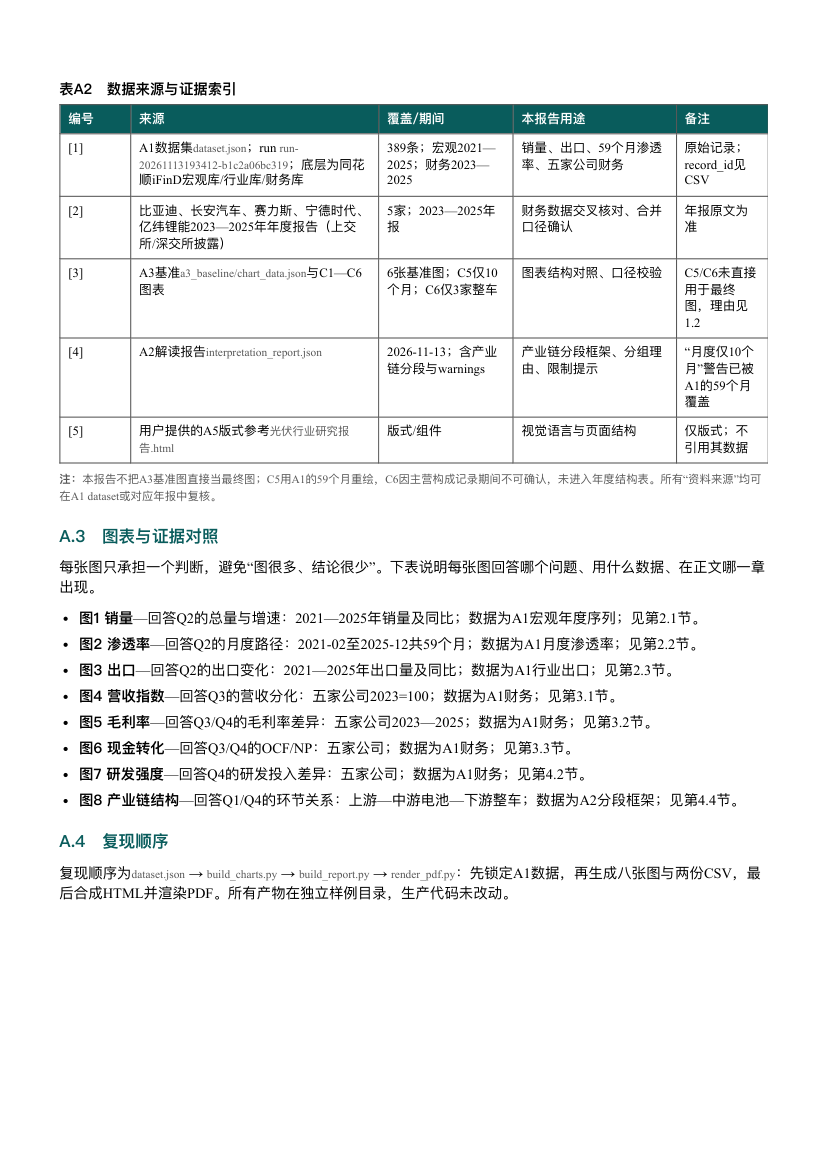 表A2 数据来源与证据索引
编号 来源 覆盖/期间 本报告用途 备注
[1] A1数据集dataset.json；run run-
20261113193412-b1c2a06bc319；底层为同花
顺iFinD宏观库/行业库/财务库
389条；宏观2021—
2025；财务2023—
2025
销量、出口、59个月渗透
率、五家公司财务
原始记录；
record_id见
CSV
[2] 比亚迪、长安汽车、赛力斯、宁德时代、
亿纬锂能2023—2025年年度报告（上交
所/深交所披露）
5家；2023—2025年
报
财务数据交叉核对、合并
口径确认
年报原文为
准
[3] A3基准a3_baseline/chart_data.json与C1—C6
图表
6张基准图；C5仅10
个月；C6仅3家整车
图表结构对照、口径校验
C5/C6未直接
用于最终
图，理由见
1.2
[4] A2解读报告interpretation_report.json
2026-11-13；含产业
链分段与warnings
产业链分段框架、分组理
由、限制提示
“月度仅10个
月”警告已被
A1的59个月
覆盖
[5] 用户提供的A5版式参考光伏行业研究报
告.html
版式/组件
视觉语言与页面结构
仅版式；不
引用其数据
注：本报告不把A3基准图直接当最终图；C5用A1的59个月重绘，C6因主营构成记录期间不可确认，未进入年度结构表。所有“资料来源”均可
在A1 dataset或对应年报中复核。
A.3 图表与证据对照
每张图只承担一个判断，避免“图很多、结论很少”。下表说明每张图回答哪个问题、用什么数据、在正文哪一章
出现。
• 图1 销量—回答Q2的总量与增速：2021—2025年销量及同比；数据为A1宏观年度序列；见第2.1节。
• 图2 渗透率—回答Q2的月度路径：2021-02至2025-12共59个月；数据为A1月度渗透率；见第2.2节。
• 图3 出口—回答Q2的出口变化：2021—2025年出口量及同比；数据为A1行业出口；见第2.3节。
• 图4 营收指数—回答Q3的营收分化：五家公司2023=100；数据为A1财务；见第3.1节。
• 图5 毛利率—回答Q3/Q4的毛利率差异：五家公司2023—2025；数据为A1财务；见第3.2节。
• 图6 现金转化—回答Q3/Q4的OCF/NP：五家公司；数据为A1财务；见第3.3节。
• 图7 研发强度—回答Q4的研发投入差异：五家公司；数据为A1财务；见第4.2节。
• 图8 产业链结构—回答Q1/Q4的环节关系：上游—中游电池—下游整车；数据为A2分段框架；见第4.4节。
A.4 复现顺序
复现顺序为dataset.json → build_charts.py → build_report.py → render_pdf.py：先锁定A1数据，再生成八张图与两份CSV，最
后合成HTML并渲染PDF。所有产物在独立样例目录，生产代码未改动。